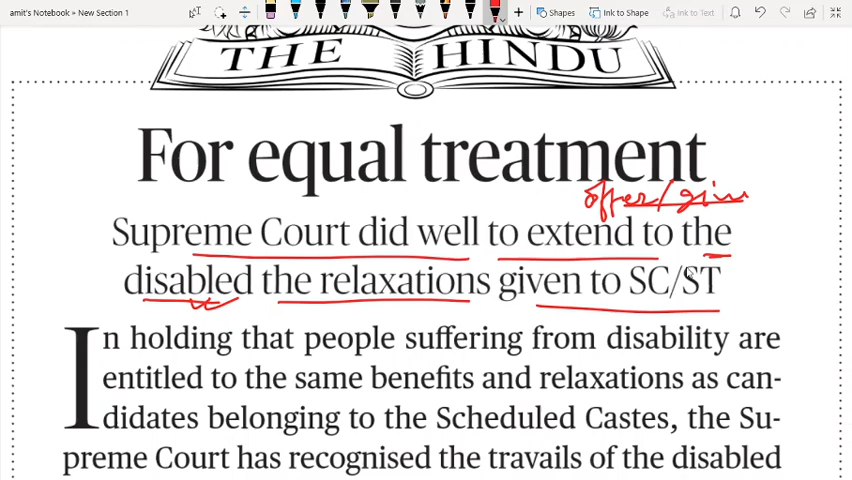 amit's Notebook » New Section 1
Shapes
Ink to Shape
Ink to Text
THE HINDU
For equal treatment
offer/give
Supreme Court did well to extend to the
disabled the relaxations given to SC/ST
In holding that people suffering from disability are
entitled to the same benefits and relaxations as can-
didates belonging to the Scheduled Castes, the Su-
preme Court has recognised the travails of the disabled